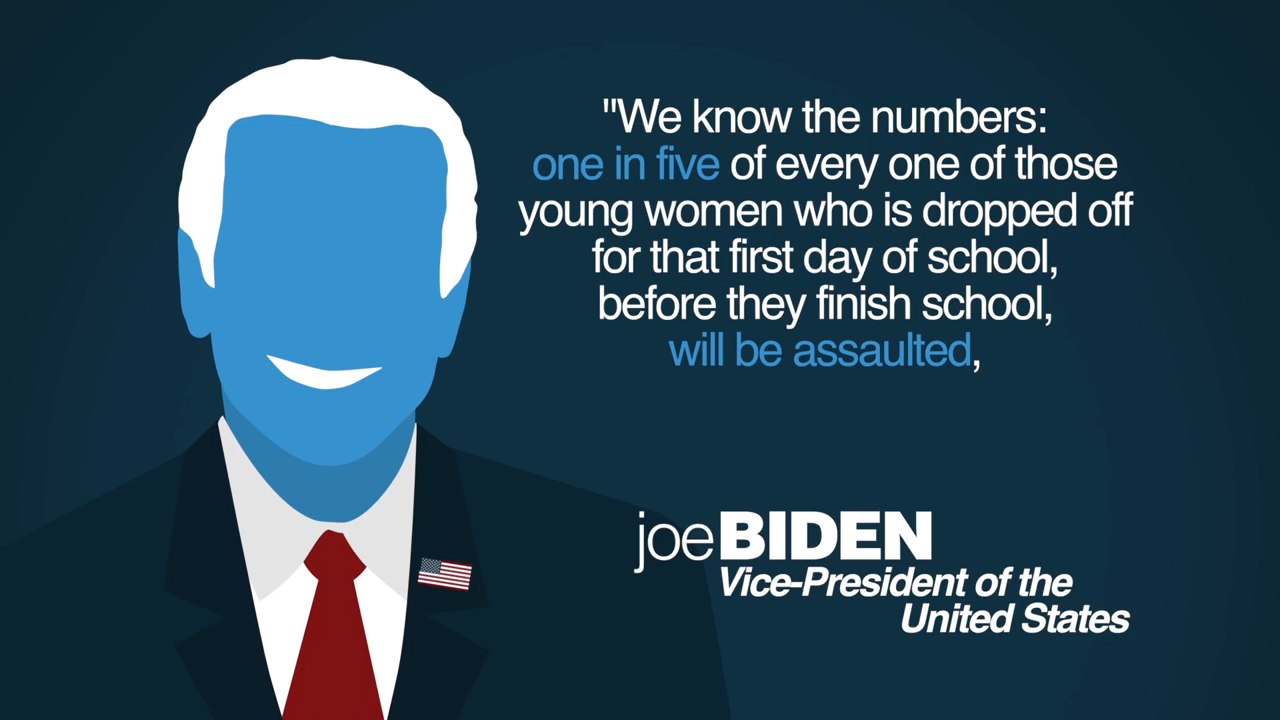 "We know the numbers:
one in five of every one of those
young women who is dropped off
for that first day of school,
before they finish school,
will be assaulted,
joeBIDEN
Vice-President of the
United States